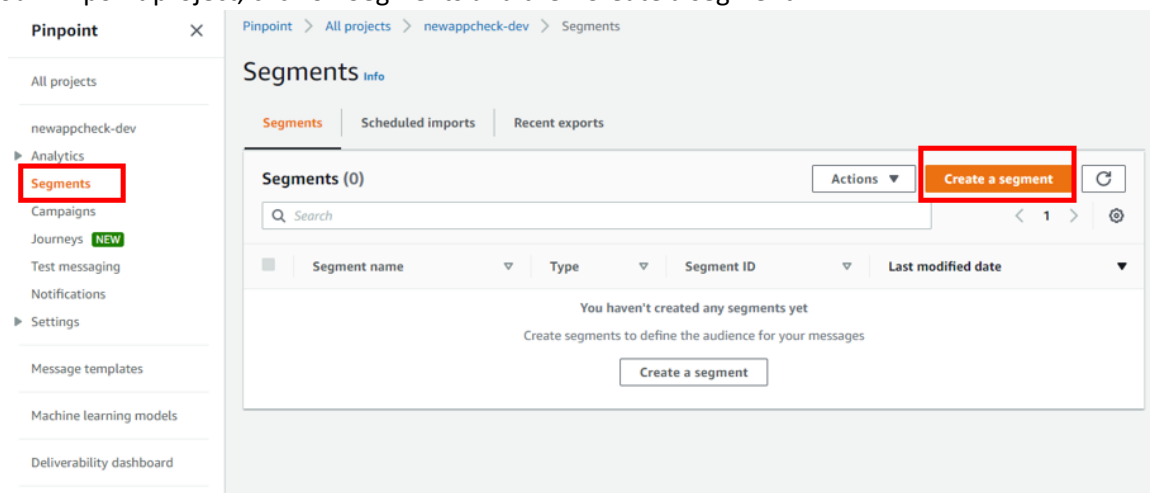 Pinpoint
All projects
newappcheck-dev
Analytics
Segments
Campaigns
Journeys NEW
Test messaging
Notifications
Settings
Message templates
Machine learning models
Deliverability dashboard
Pinpoint > All projects > newappcheck-dev > Segments
Segments Info
Segments Scheduled imports Recent exports
Segments (0) Actions Create a segment
Search
1
Segment name Type Segment ID Last modified date
You haven't created any segments yet
Create segments to define the audience for your messages
Create a segment